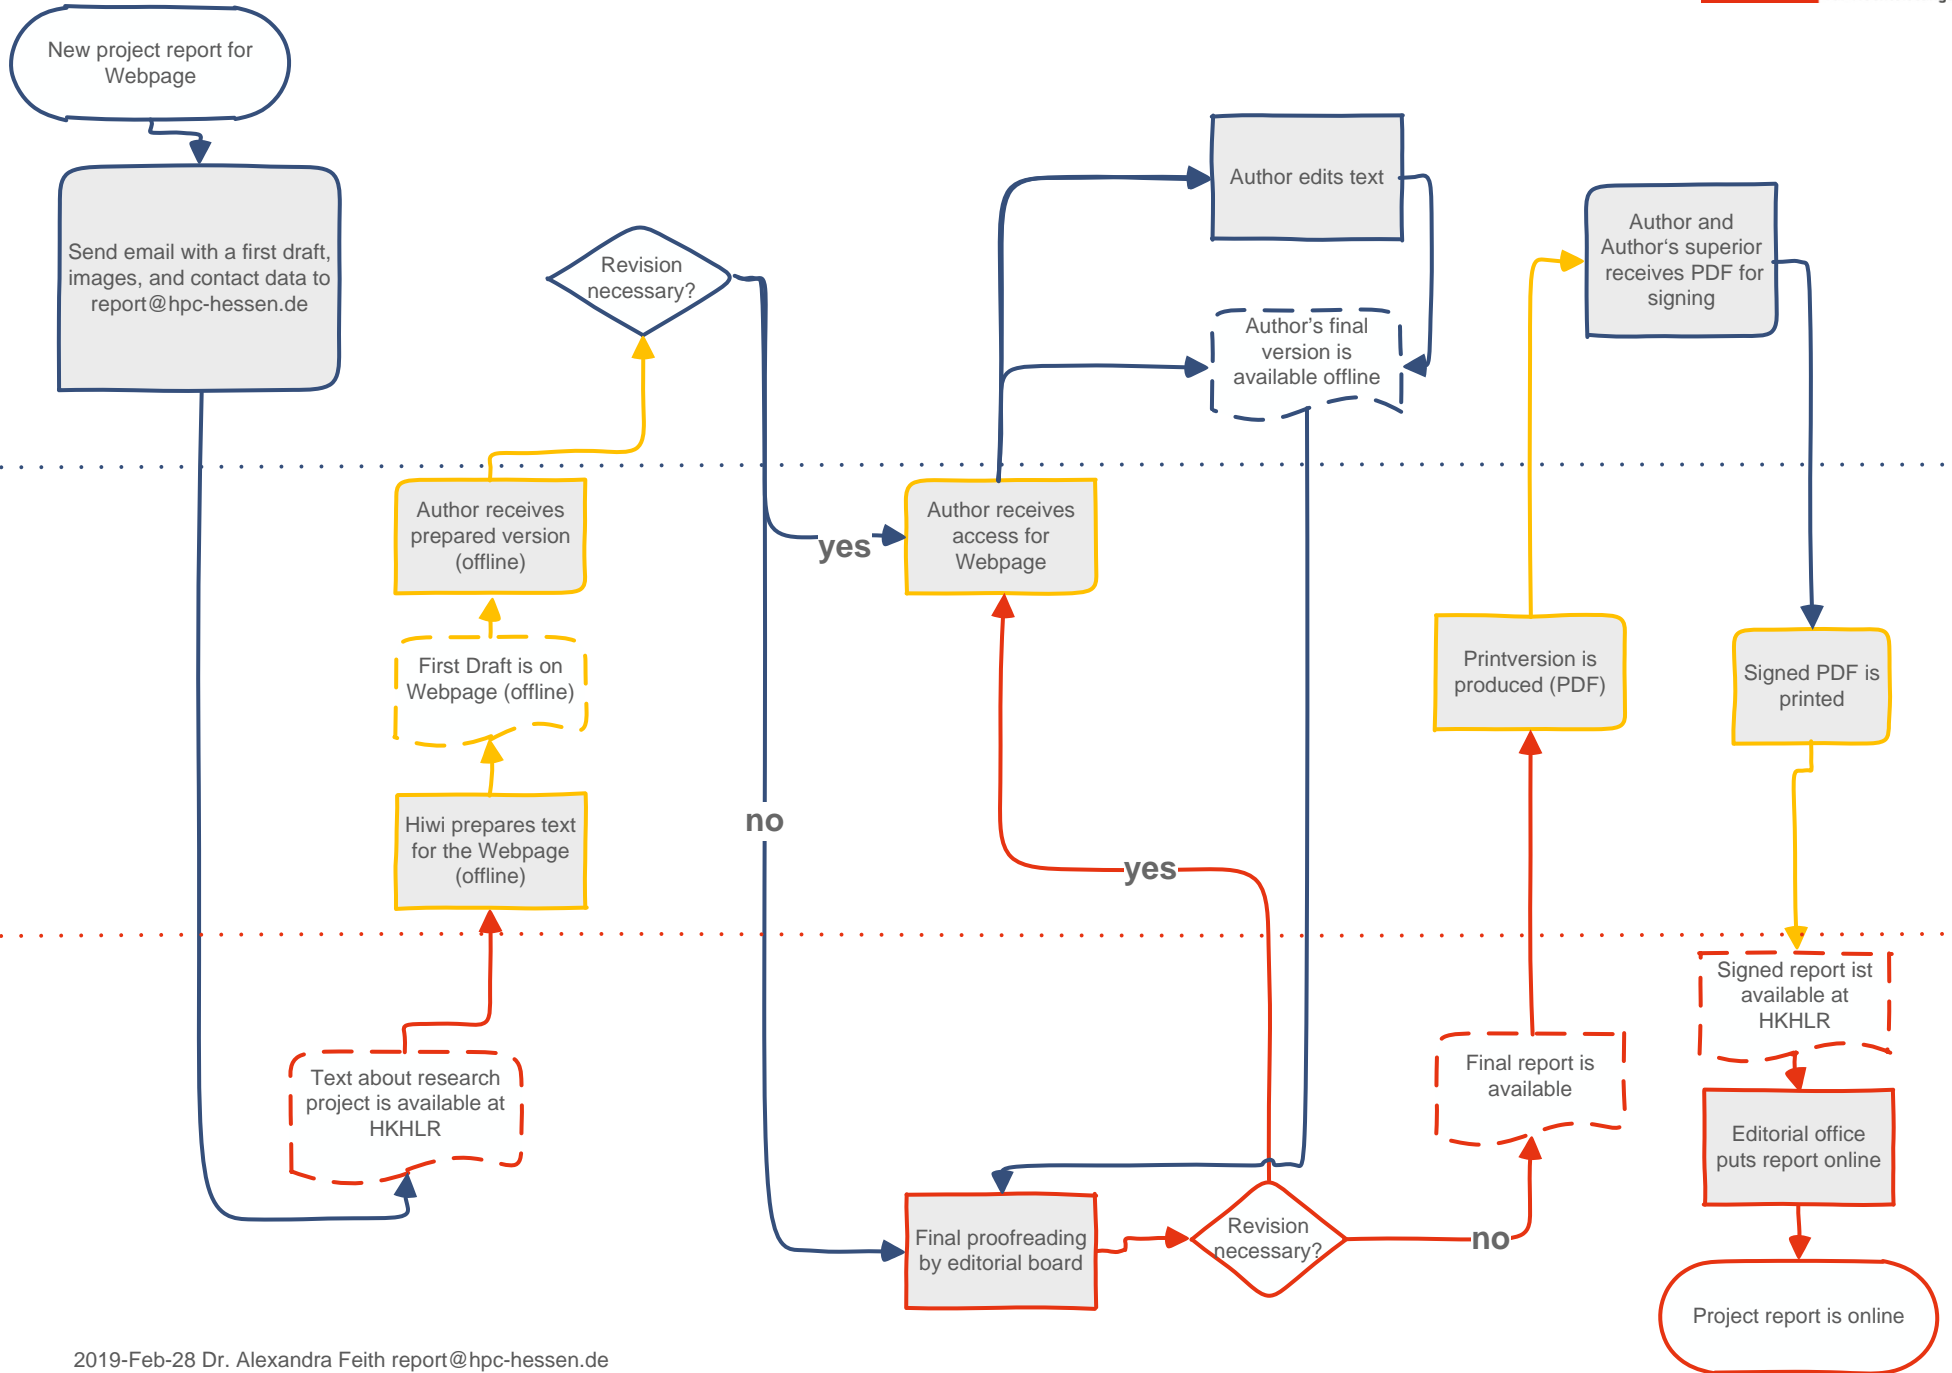 New project report for
Webpage
Send email with a first draft,
images, and contact data to
report@hpc-hessen.de
Revision
necessary?
Author edits text
Author's final
version is
available offline
Author and
Author's superior
receives PDF for
signing
Author receives
prepared version
(offline)
yes
Author receives
access for
Webpage
First Draft is on
Webpage (offline)
Printversion is
produced (PDF)
Signed PDF is
printed
Hiwi prepares text
for the Webpage
(offline)
no
yes
Signed report ist
available at
HKHLR
Text about research
project is available at
HKHLR
Final report is
available
Editorial office
puts report online
Final proofreading
by editorial board
Revision
necessary?
no
Project report is online
2019-Feb-28 Dr. Alexandra Feith report@hpc-hessen.de